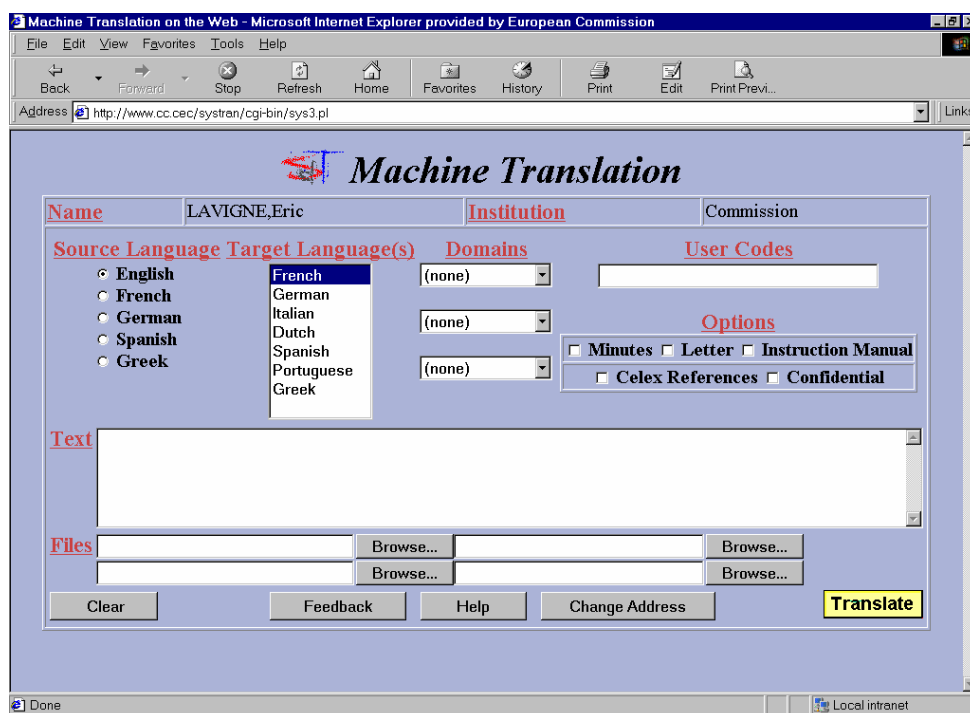 Machine Translation on the Web - Microsoft Internet Explorer provided by European Commission
File Edit View Favorites Tools Help
Back Forward Stop Refresh Home Favorites History Print Edit Print Previ...
Address http://www.cc.cec/systran/cgi-bin/sys3.pl Links
Machine Translation
Name LAVIGNE,Eric Institution Commission
Source Language Target Language(s) Domains User Codes
English French (none)
French German
German Italian (none) Options
Spanish Dutch
Greek Spanish (none) Minutes Letter Instruction Manual
Portuguese Celex References Confidential
Greek
Text
Files Browse... Browse...
Browse... Browse...
Clear Feedback Help Change Address Translate
Done Local intranet